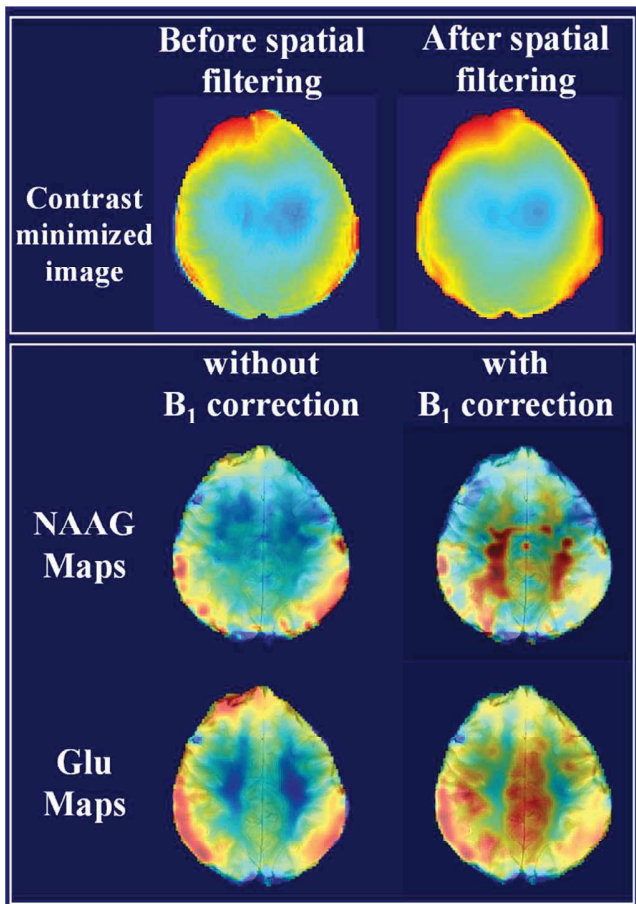 Before spatial
filtering
After spatial
filtering
Contrast
minimized
image
without
B₁ correction
with
B₁ correction
NAAG
Maps
Glu
Maps